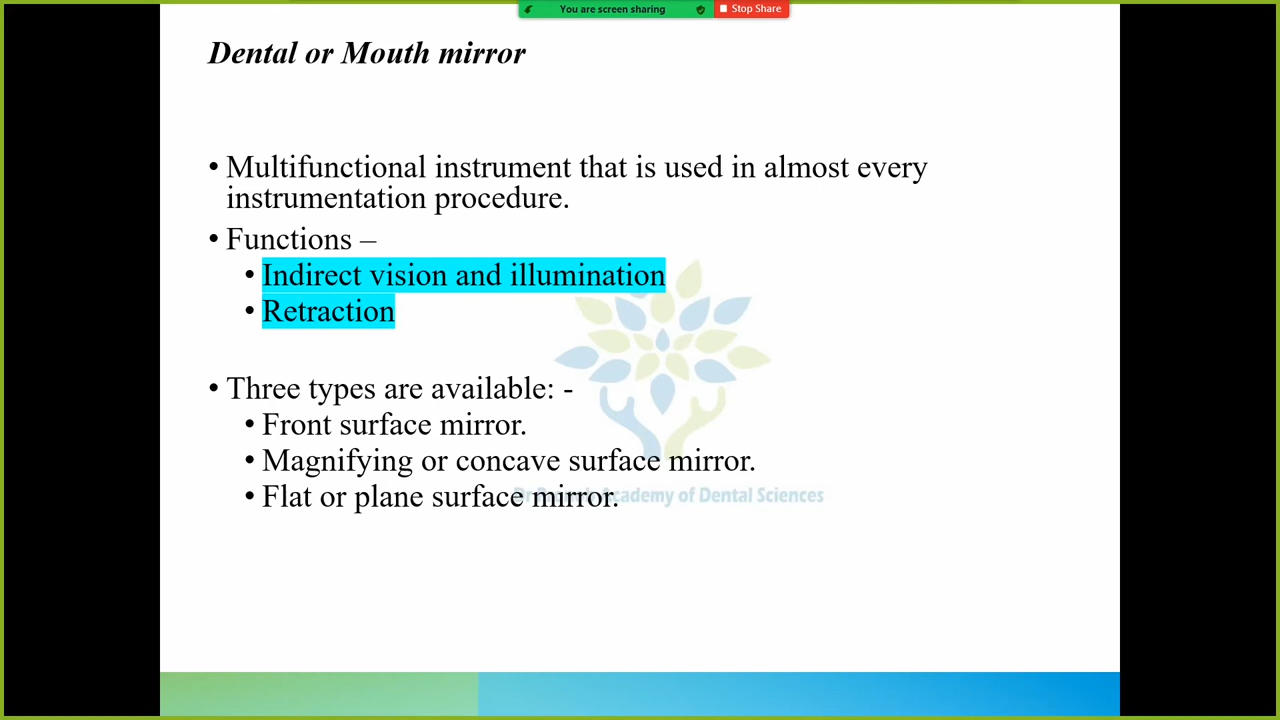 You are screen sharing
Stop Share
Dental or Mouth mirror
• Multifunctional instrument that is used in almost every
instrumentation procedure.
• Functions –
• Indirect vision and illumination
• Retraction
• Three types are available: -
• Front surface mirror.
• Magnifying or concave surface mirror.
• Flat or plane surface mirror.
Academy of Dental Sciences